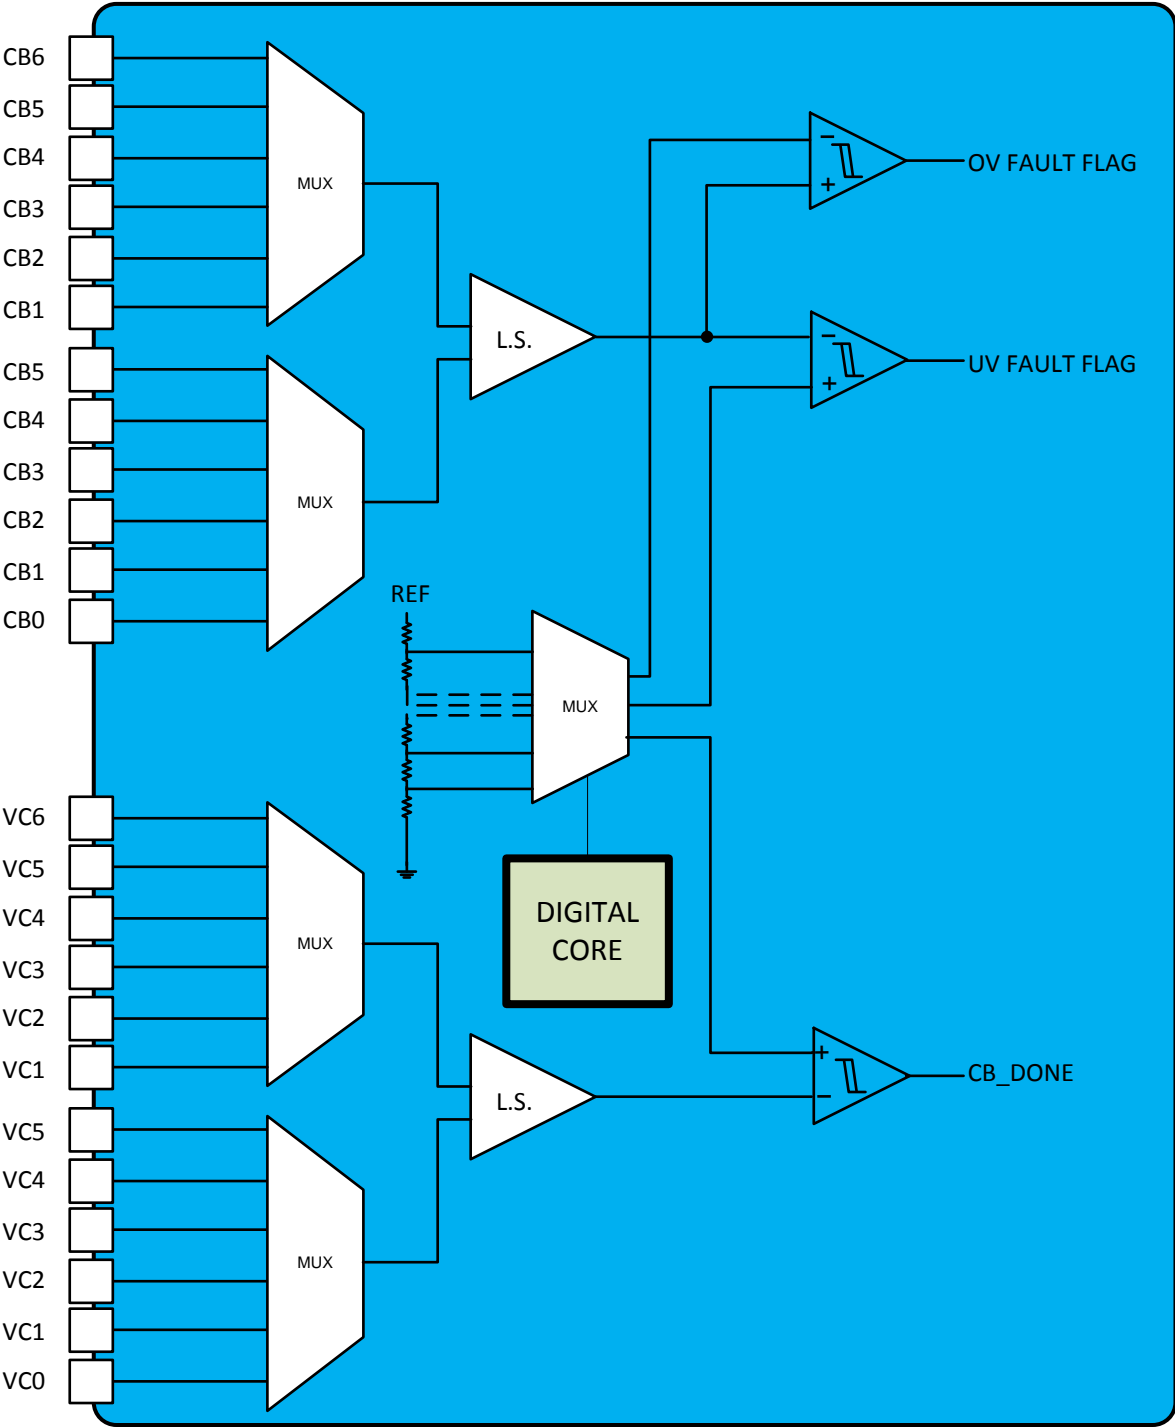 CB6
CB5
CB4
CB3
CB2
CB1
MUX
CB5
CB4
CB3
CB2
CB1
CB0
MUX
L.S.
− +
OV FAULT FLAG
− +
UV FAULT FLAG
REF
MUX
DIGITAL
CORE
VC6
VC5
VC4
VC3
VC2
VC1
MUX
VC5
VC4
VC3
VC2
VC1
VC0
MUX
L.S.
+ −
CB_DONE